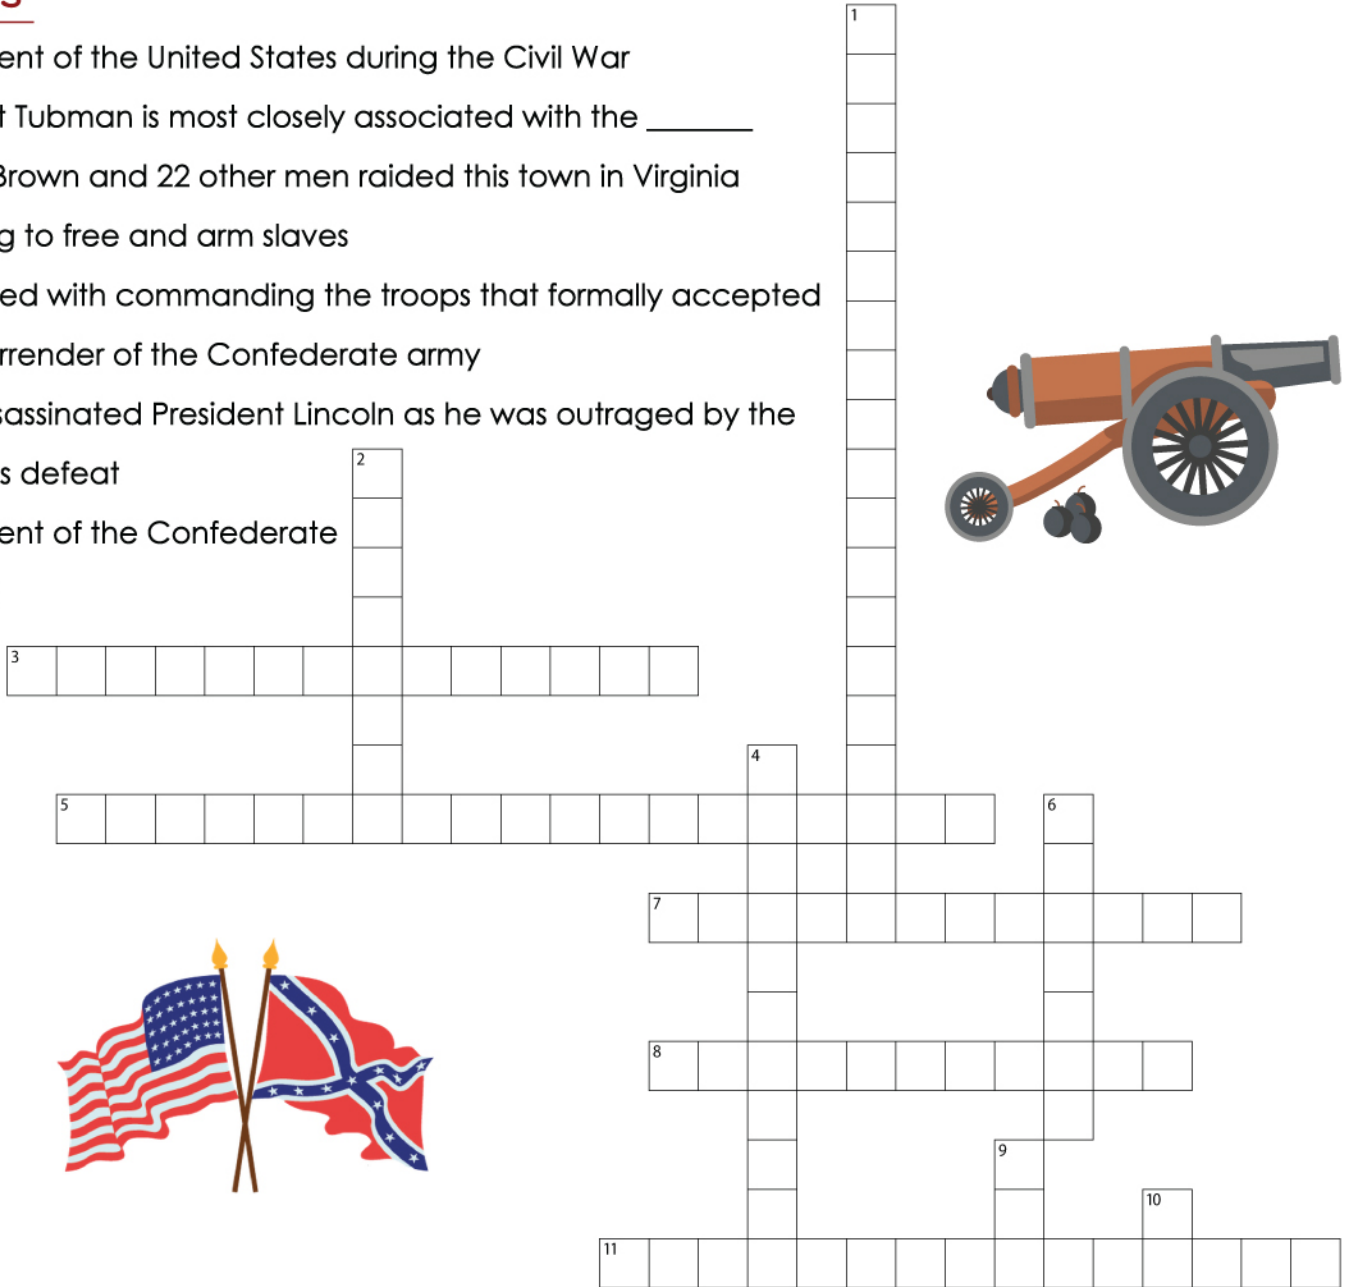 ent of the United States during the Civil War
t Tubman is most closely associated with the _______
Brown and 22 other men raided this town in Virginia
g to free and arm slaves
ed with commanding the troops that formally accepted
rrender of the Confederate army
sassinated President Lincoln as he was outraged by the
s defeat
ent of the Confederate
1
2
3
4
5
6
7
8
9
10
11